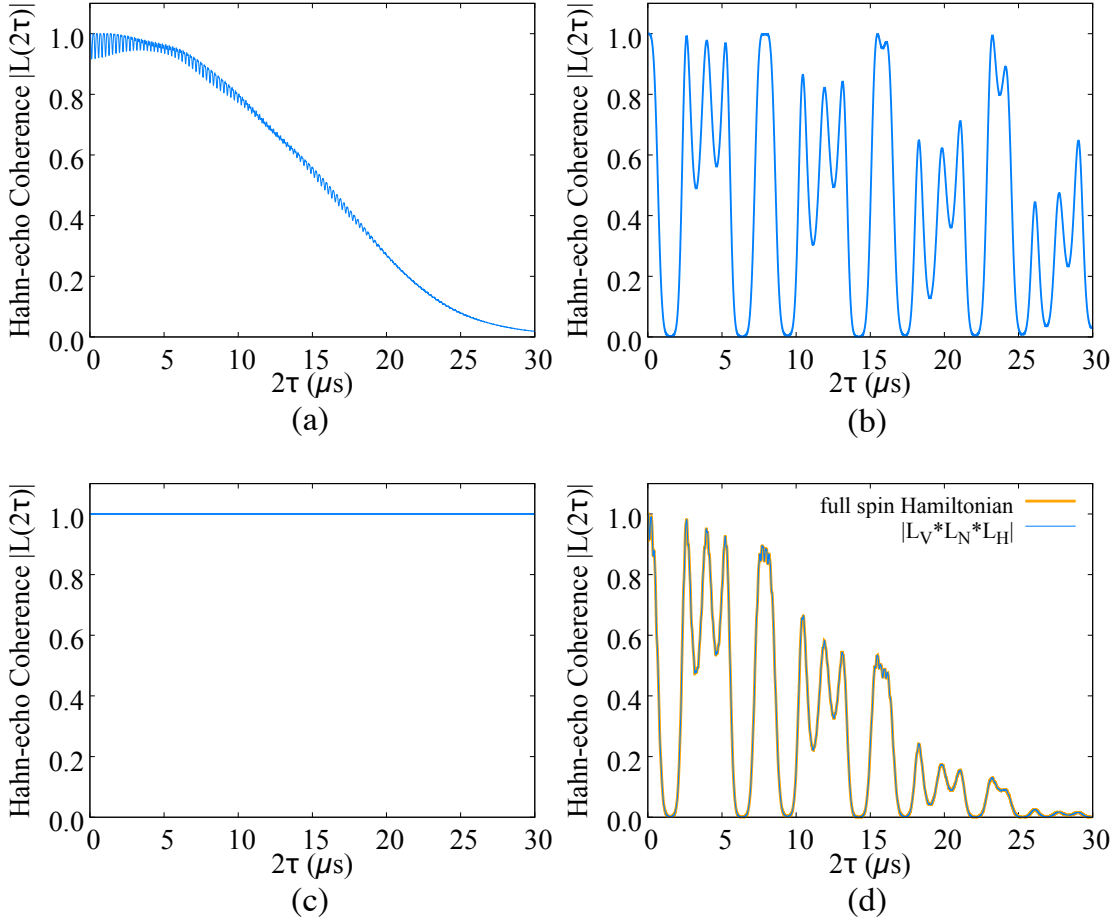 Hahn-echo Coherence |L(2τ)|
1.0
0.8
0.6
0.4
0.2
0.0
0 5 10 15 20 25 30
2τ (µs)
(a)
Hahn-echo Coherence |L(2τ)|
1.0
0.8
0.6
0.4
0.2
0.0
0 5 10 15 20 25 30
2τ (µs)
(b)
Hahn-echo Coherence |L(2τ)|
1.0
0.8
0.6
0.4
0.2
0.0
0 5 10 15 20 25 30
2τ (µs)
(c)
Hahn-echo Coherence |L(2τ)|
full spin Hamiltonian
|L_V*L_N*L_H|
1.0
0.8
0.6
0.4
0.2
0.0
0 5 10 15 20 25 30
2τ (µs)
(d)